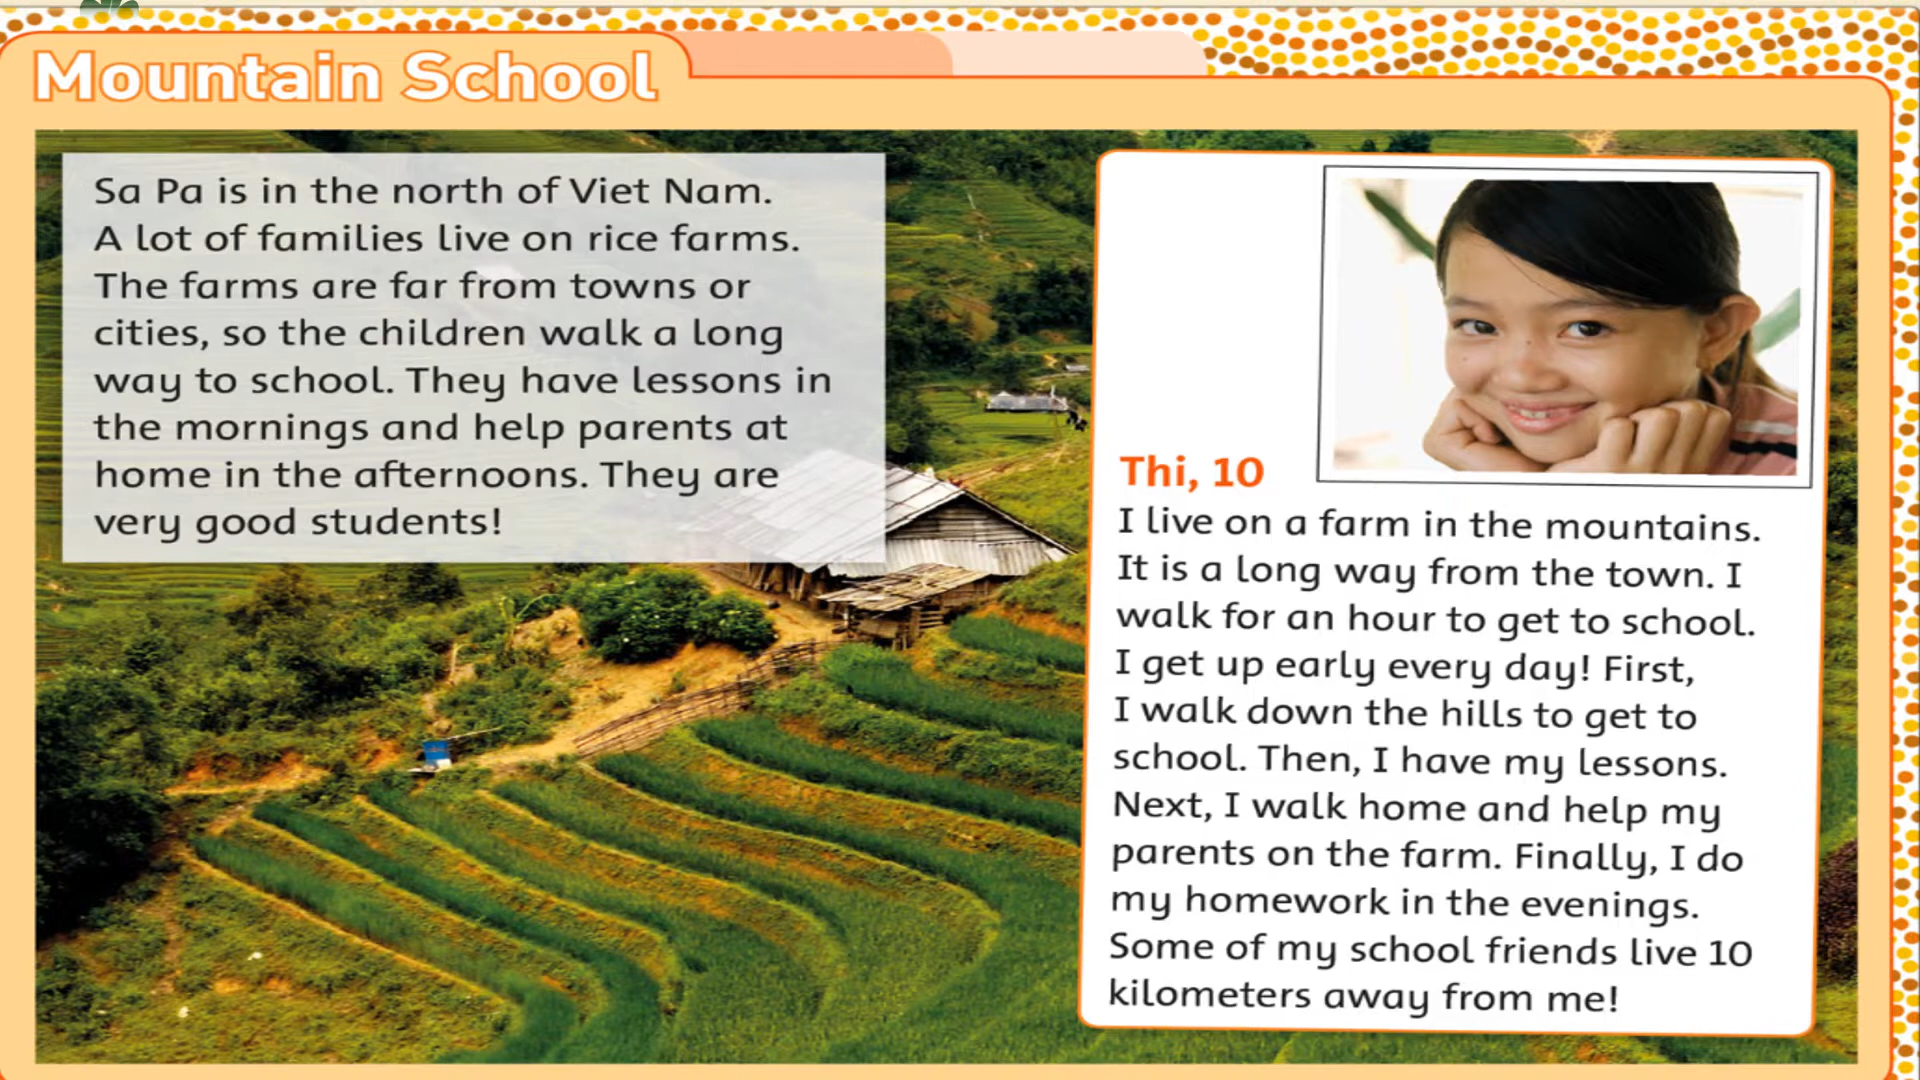 Mountain School
Sa Pa is in the north of Viet Nam.
A lot of families live on rice farms.
The farms are far from towns or
cities, so the children walk a long
way to school. They have lessons in
the mornings and help parents at
home in the afternoons. They are
very good students!
Thi, 10
I live on a farm in the mountains.
It is a long way from the town. I
walk for an hour to get to school.
I get up early every day! First,
I walk down the hills to get to
school. Then, I have my lessons.
Next, I walk home and help my
parents on the farm. Finally, I do
my homework in the evenings.
Some of my school friends live 10
kilometers away from me!